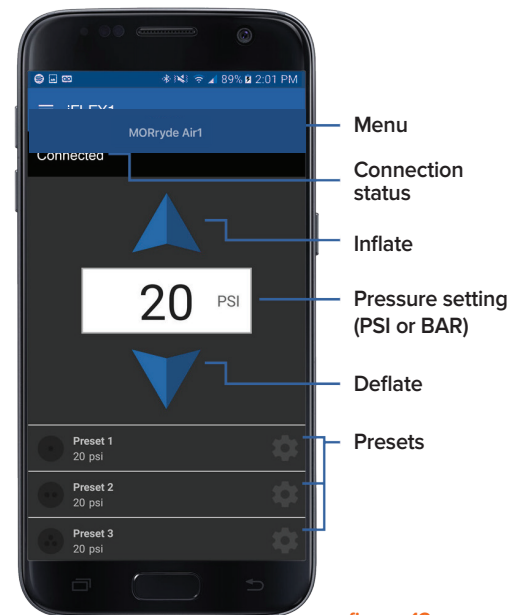 89% 2:01 PM
MORryde Air1
Connected
20 PSI
Preset 1
20 psi
Preset 2
20 psi
Preset 3
20 psi
Menu
Connection
status
Inflate
Pressure setting
(PSI or BAR)
Deflate
Presets